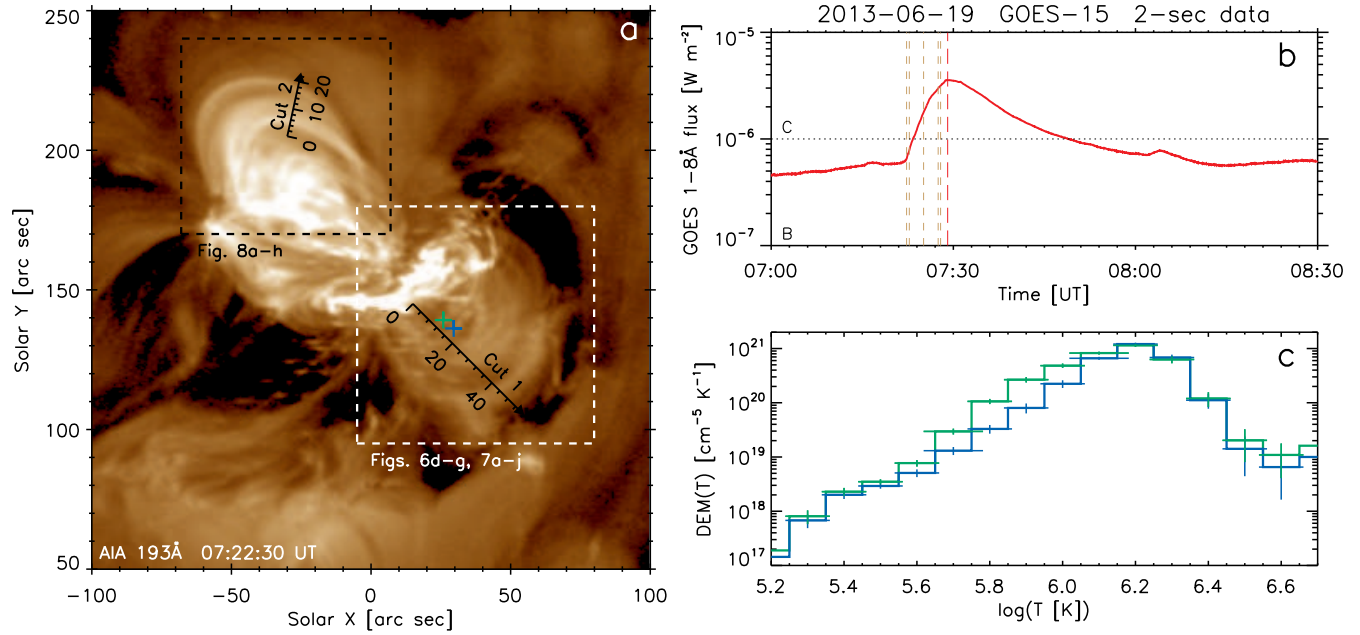 a
250
200
150
100
50
Solar Y [arc sec]
-100
-50
0
50
100
Solar X [arc sec]
Cut 2
0
10
20
Fig. 8a-h
0
20
40
Cut 1
Figs. 6d-g, 7a-j
AIA 193Å 07:22:30 UT
2013-06-19 GOES-15 2-sec data
b
GOES 1-8Å flux [W m-2]
10-5
10-6
10-7
C
B
07:00
07:30
08:00
08:30
Time [UT]
c
DEM(T) [cm-5 K-1]
10²¹
10²⁰
10¹⁹
10¹⁸
10¹⁷
5.2
5.4
5.6
5.8
6.0
6.2
6.4
6.6
log(T [K])